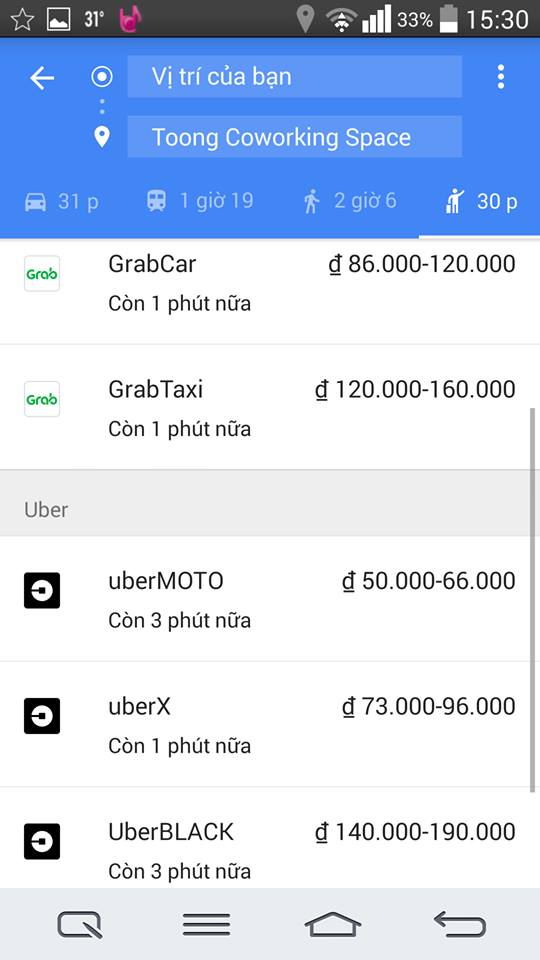 31° 33% 15:30
Vị trí của bạn
Toong Coworking Space
31 p 1 giờ 19 2 giờ 6 30 p
Grab GrabCar ₫ 86.000-120.000
Còn 1 phút nữa
Grab GrabTaxi ₫ 120.000-160.000
Còn 1 phút nữa
Uber
uberMOTO ₫ 50.000-66.000
Còn 3 phút nữa
uberX ₫ 73.000-96.000
Còn 1 phút nữa
UberBLACK ₫ 140.000-190.000
Còn 3 phút nữa